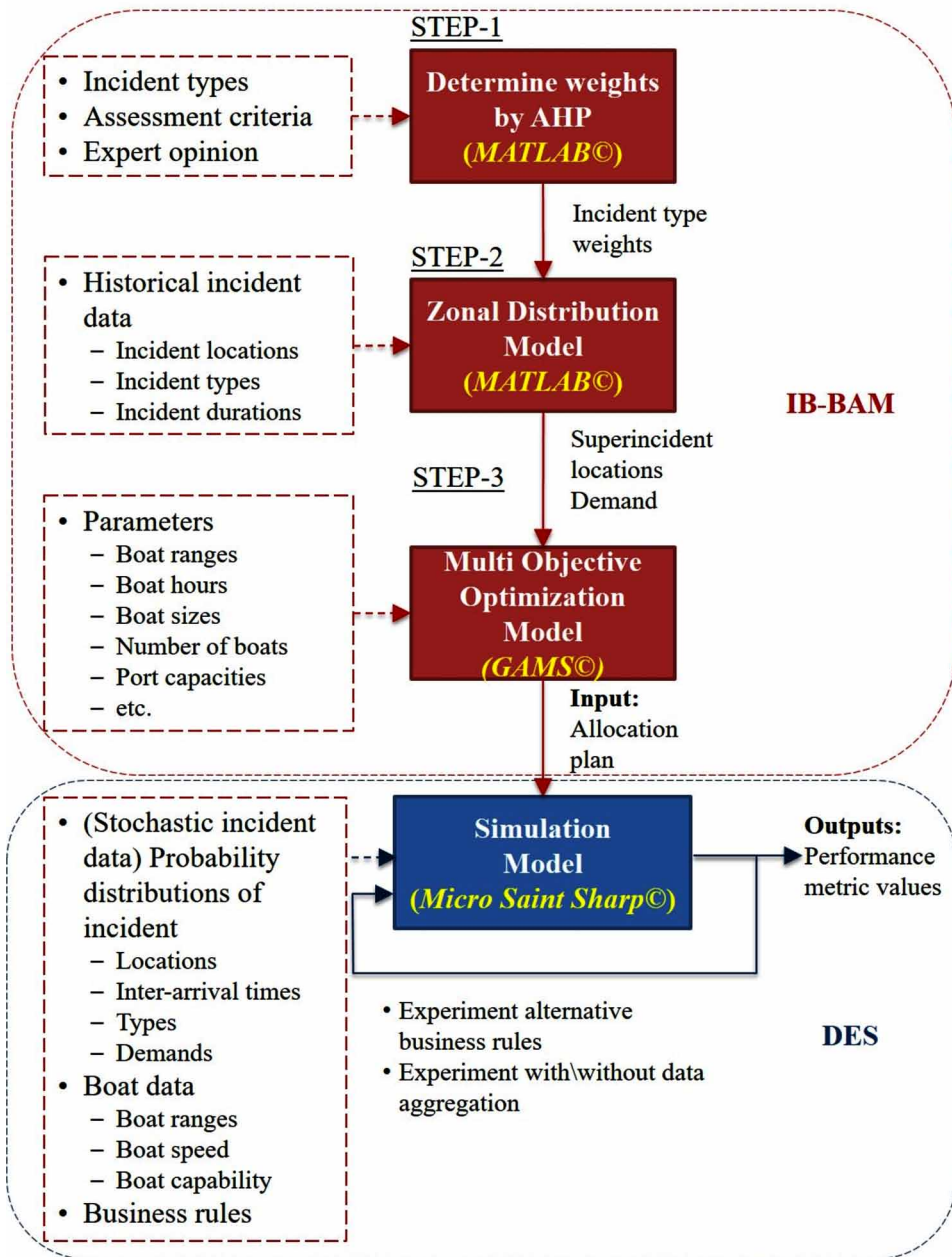 STEP-1
• Incident types
• Assessment criteria
• Expert opinion
Determine weights
by AHP
(MATLAB©)
Incident type
weights
STEP-2
• Historical incident
data
– Incident locations
– Incident types
– Incident durations
Zonal Distribution
Model
(MATLAB©)
IB-BAM
Superincident
locations
Demand
STEP-3
• Parameters
– Boat ranges
– Boat hours
– Boat sizes
– Number of boats
– Port capacities
– etc.
Multi Objective
Optimization
Model
(GAMS©)
Input:
Allocation
plan
• (Stochastic incident
data) Probability
distributions of
incident
– Locations
– Inter-arrival times
– Types
– Demands
• Boat data
– Boat ranges
– Boat speed
– Boat capability
• Business rules
Simulation
Model
(Micro Saint Sharp©)
Outputs:
Performance
metric values
• Experiment alternative
business rules
• Experiment with\without data
aggregation
DES